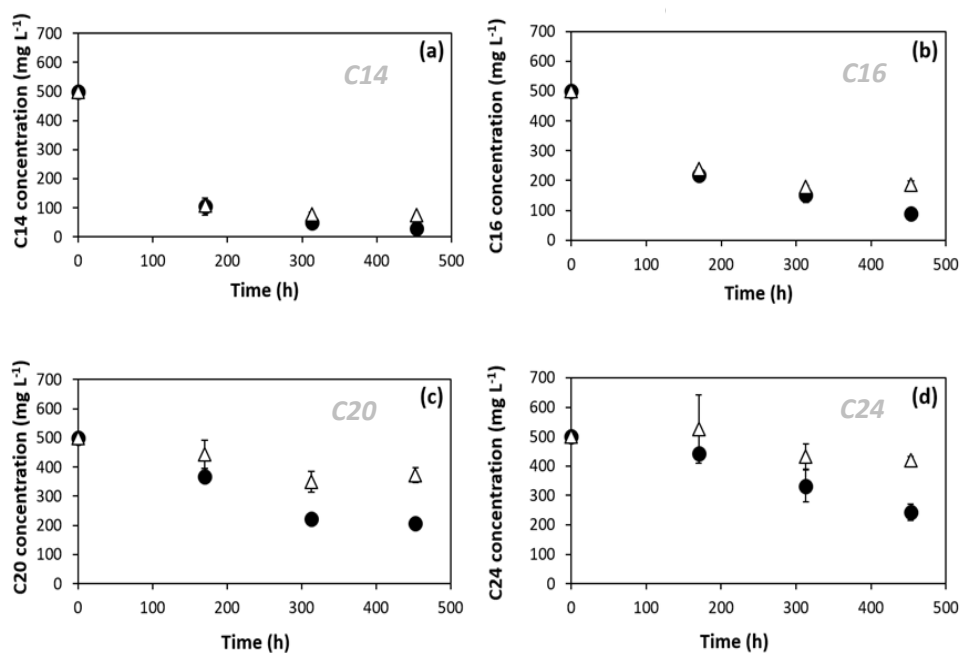 (a)
C14
C14 concentration (mg L⁻¹)
700
600
500
400
300
200
100
0
0 100 200 300 400 500
Time (h)
(b)
C16
C16 concentration (mg L⁻¹)
700
600
500
400
300
200
100
0
0 100 200 300 400 500
Time (h)
(c)
C20
C20 concentration (mg L⁻¹)
700
600
500
400
300
200
100
0
0 100 200 300 400 500
Time (h)
(d)
C24
C24 concentration (mg L⁻¹)
700
600
500
400
300
200
100
0
0 100 200 300 400 500
Time (h)